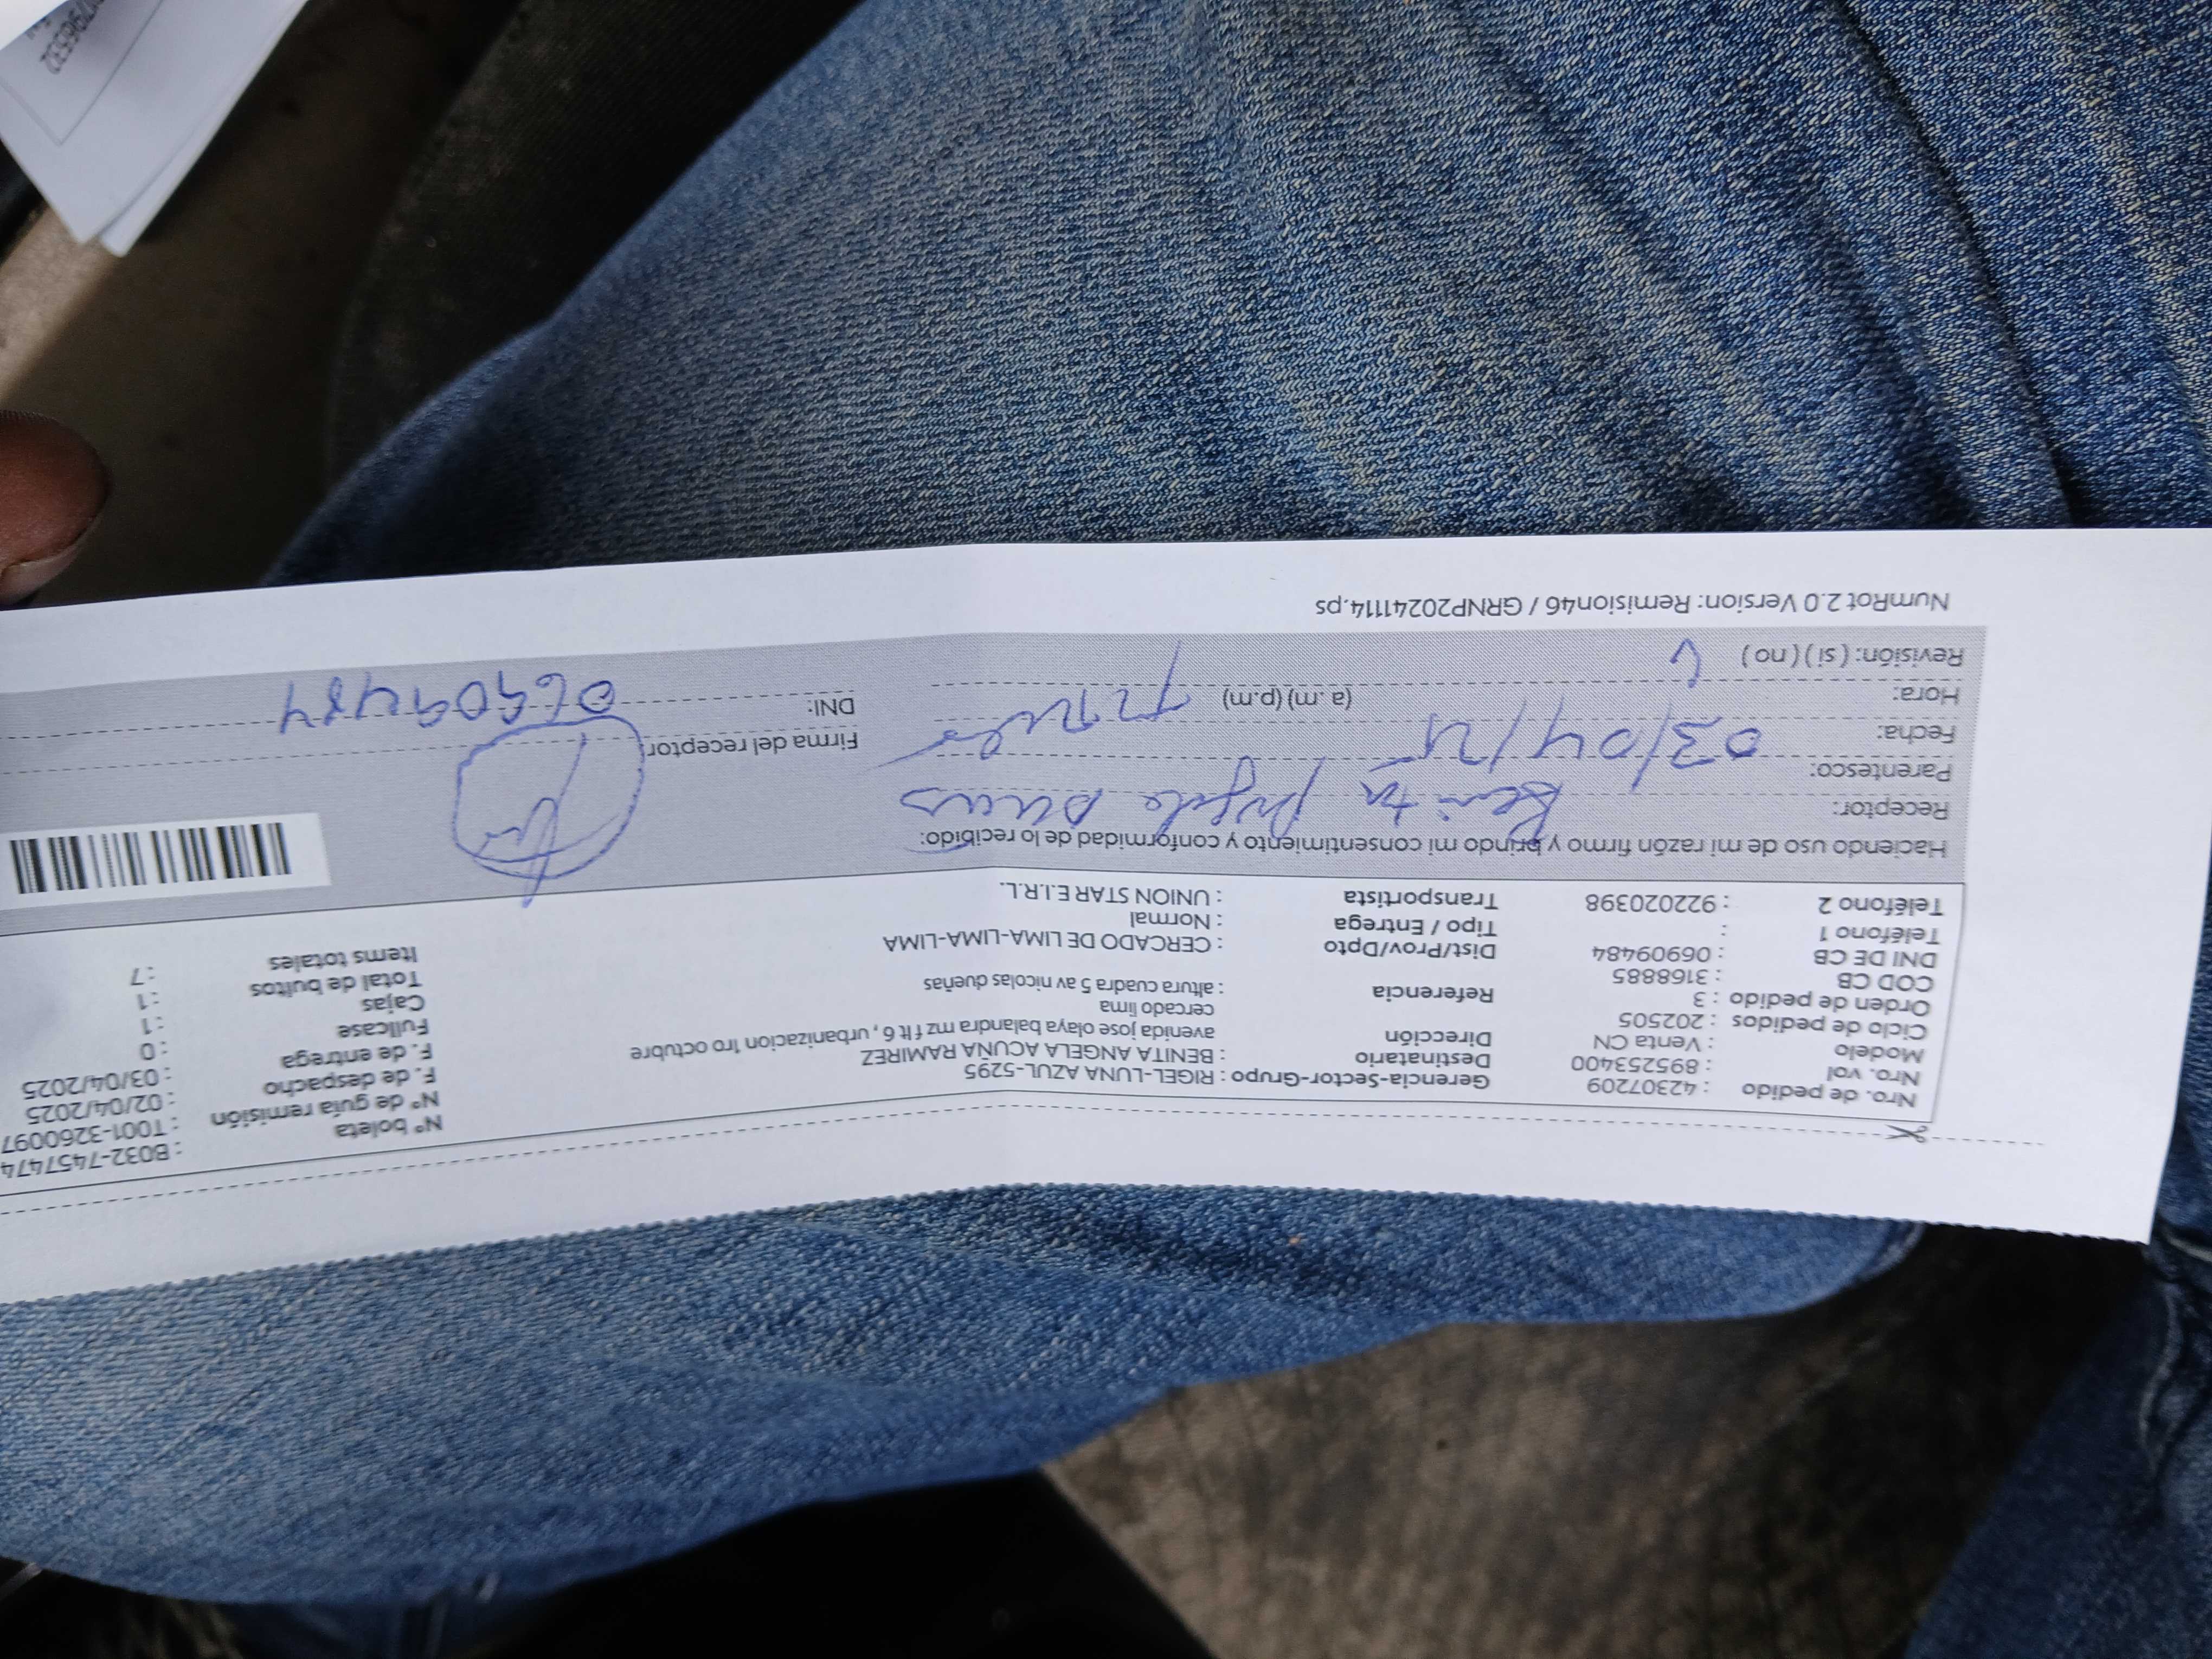 Nro. de pedido : 42307209
Nro. vol : 895253400
Modelo : Venta CN
Ciclo de pedidos : 202505
Orden de pedido : 3
COD CB : 3168885
DNI DE CB : 06909484
Teléfono 1 :
Teléfono 2 : 922020398
Gerencia-Sector-Grupo : RIGEL-LUNA AZUL-5295
Destinatario : BENITA ANGELA ACUÑA RAMIREZ
Dirección avenida jose olaya balandra mz f lt 6 , urbanizacion 1ro octubre
cercado lima
Referencia : altura cuadra 5 av nicolas dueñas
Dist/Prov/Dpto : CERCADO DE LIMA-LIMA-LIMA
Tipo / Entrega : Normal
Transportista : UNION STAR E.I.R.L.
N° boleta : B032-7457474
N° de guía remisión : T001-3260097
F. de despacho : 02/04/2025
F. de entrega : 03/04/2025
Fullcase : 0
Cajas : 1
Total de bultos : 1
Items totales : 7
Haciendo uso de mi razón firmo y brindo mi consentimiento y conformidad de lo recibido:
Receptor: Benita
Parentesco:
Fecha: 03/04/25
Hora: (a.m) (p.m)
Revisión: ( si ) ( no )
Firma del receptor:
DNI: 06909484
NumRot 2.0 Version: Remision46 / GRNP20241114.ps